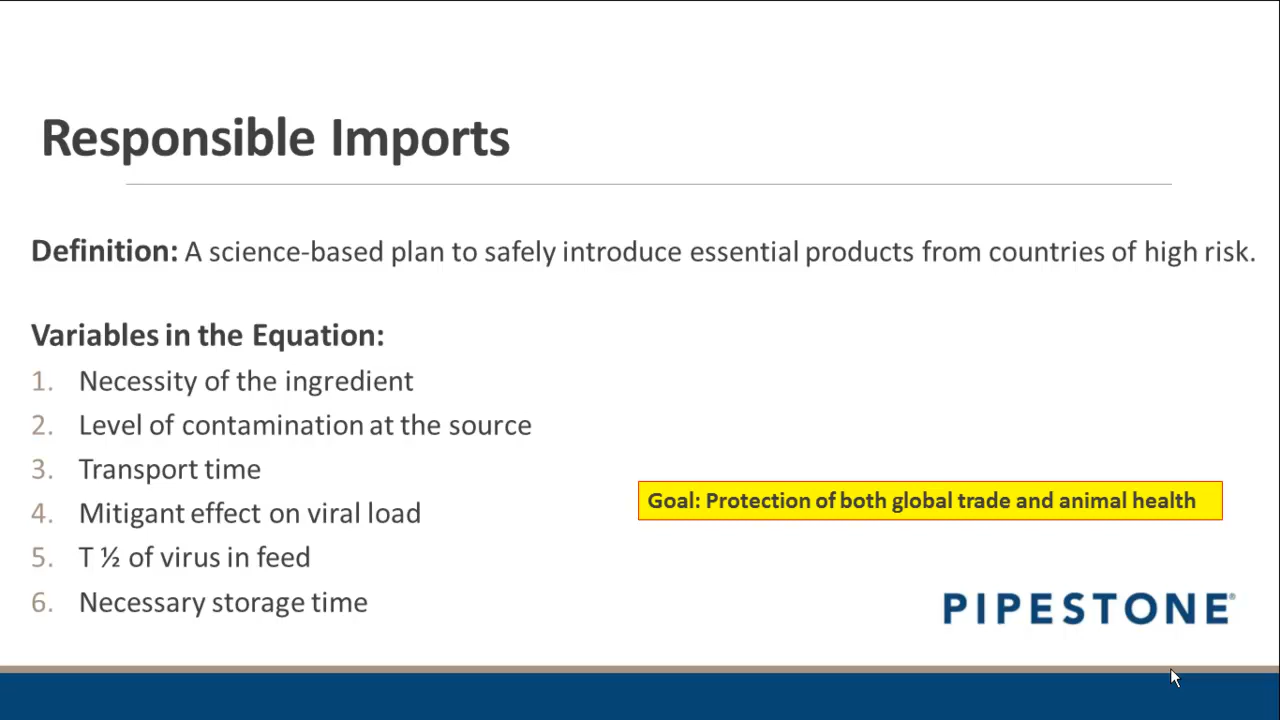 Responsible Imports
Definition: A science-based plan to safely introduce essential products from countries of high risk.
Variables in the Equation:
1. Necessity of the ingredient
2. Level of contamination at the source
3. Transport time
4. Mitigant effect on viral load
5. T ½ of virus in feed
6. Necessary storage time
Goal: Protection of both global trade and animal health
PIPESTONE®